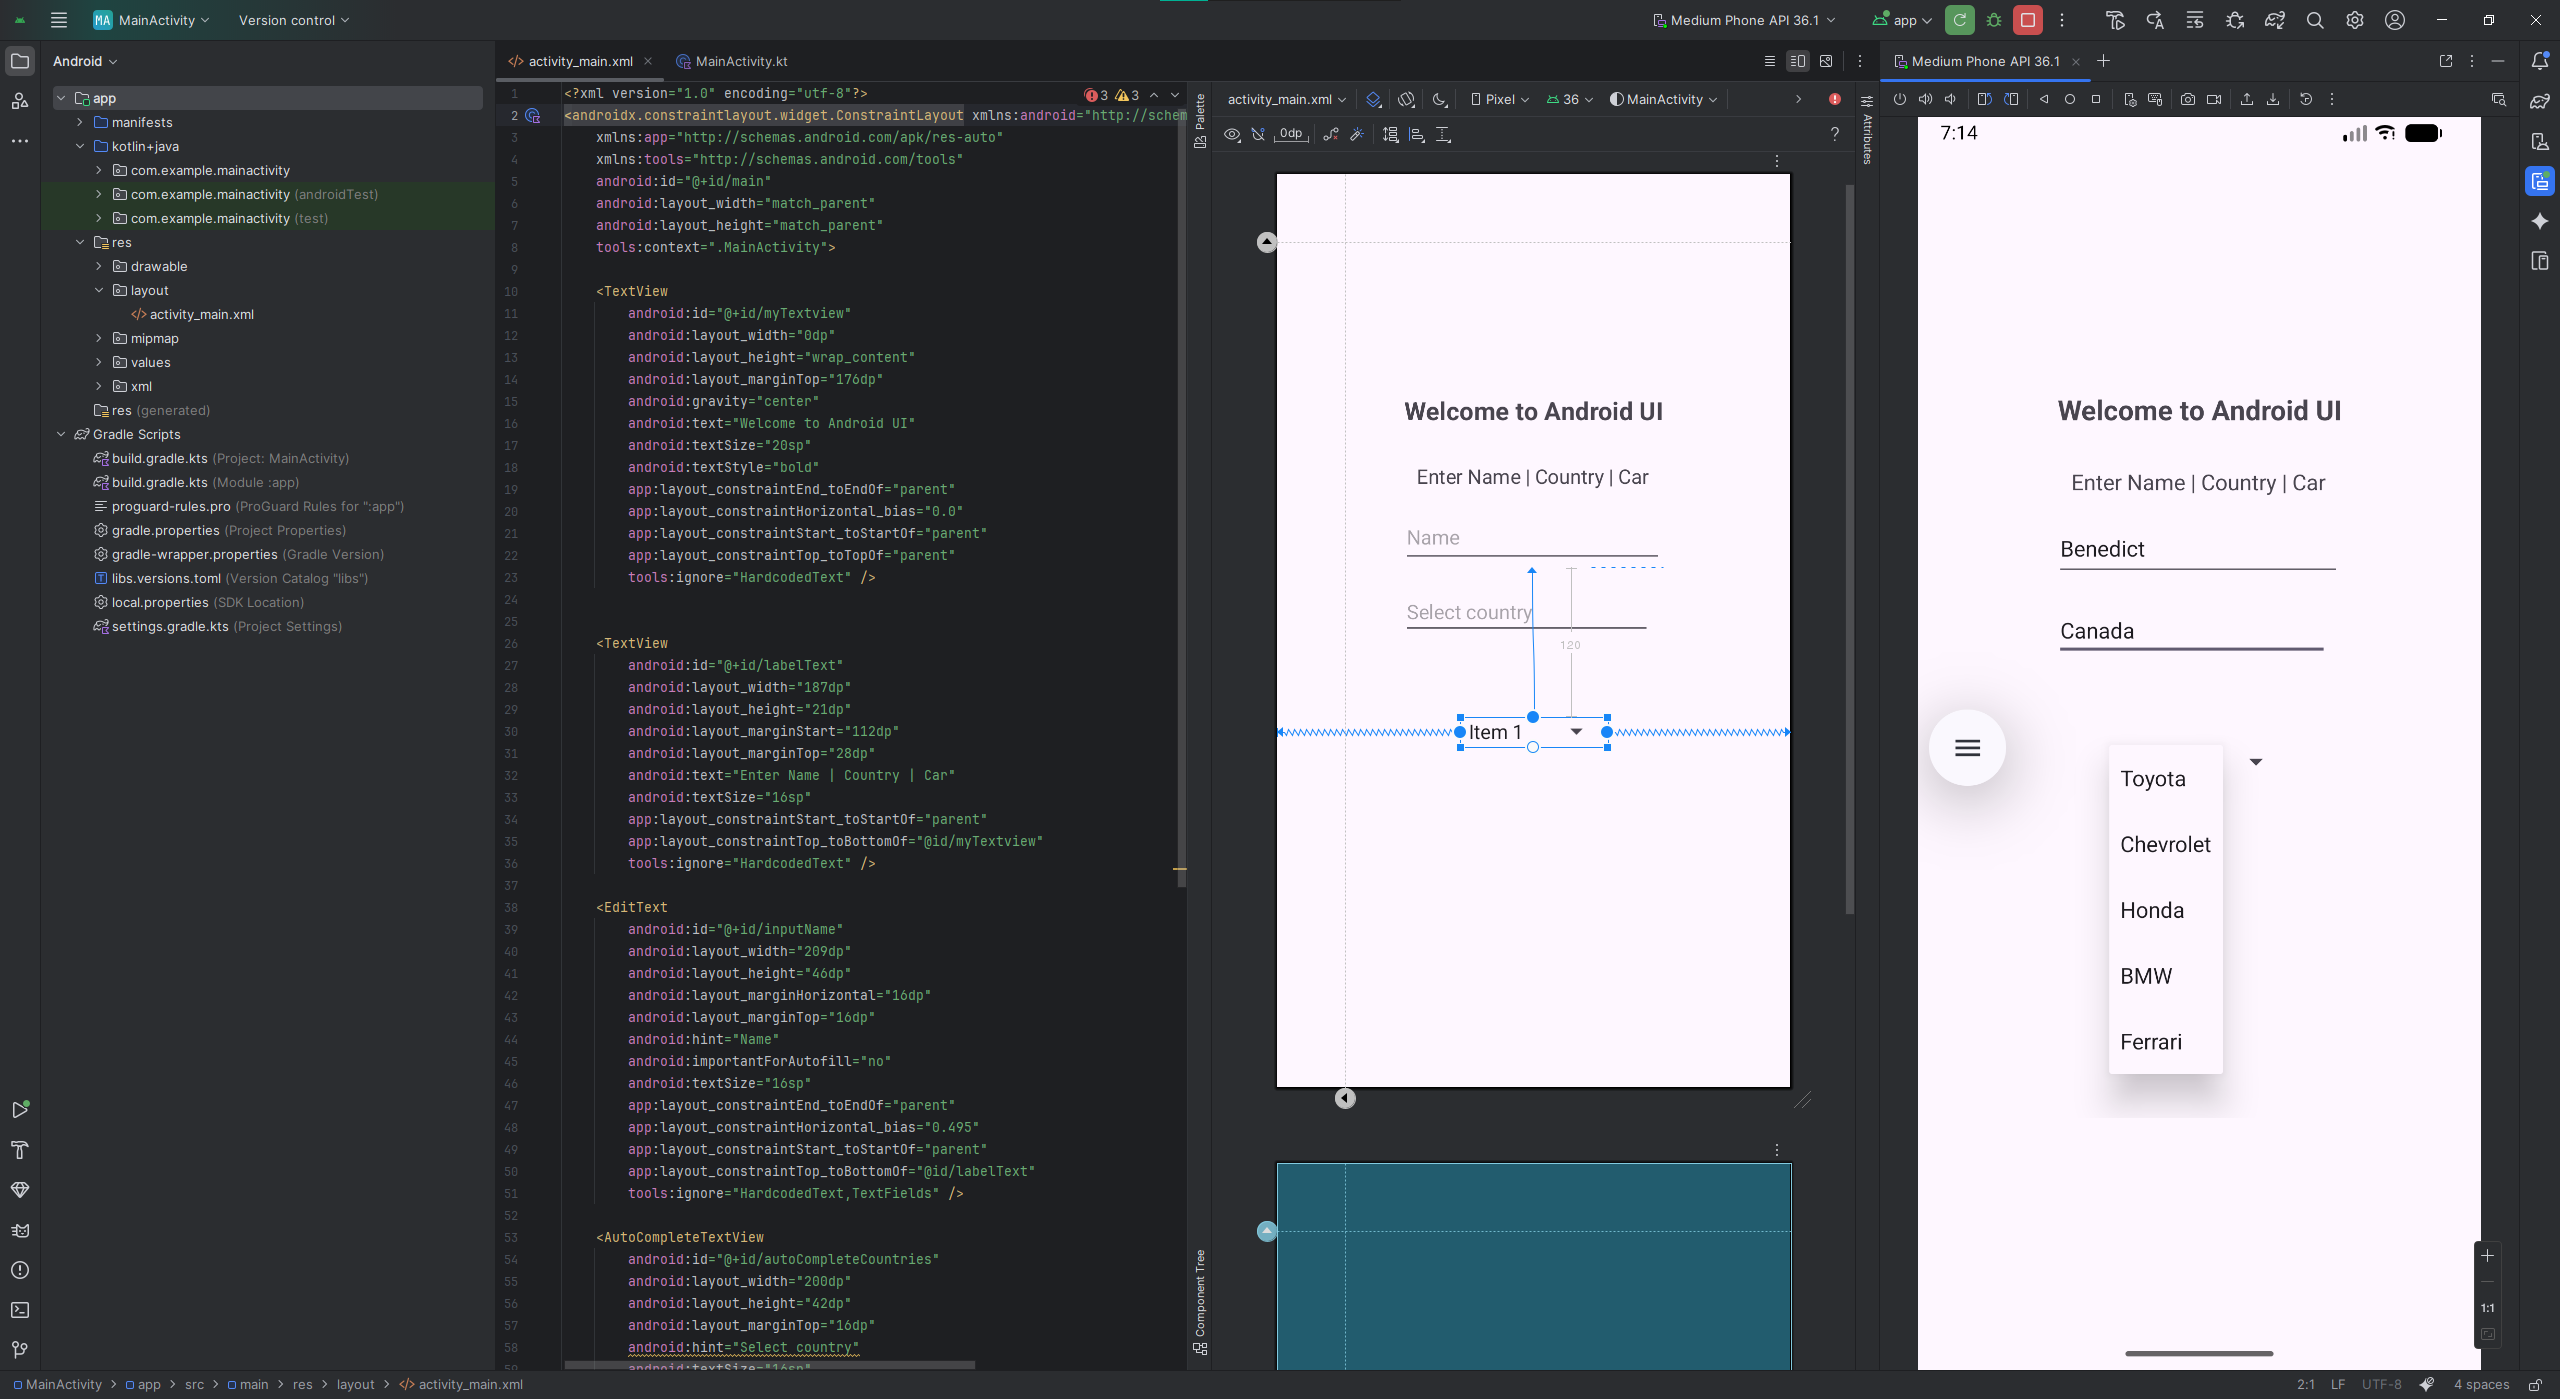 MA MainActivity Version control Medium Phone API 36.1 app
Android
app
manifests
kotlin+java
com.example.mainactivity
com.example.mainactivity (androidTest)
com.example.mainactivity (test)
res
drawable
layout
activity_main.xml
mipmap
values
xml
res (generated)
Gradle Scripts
build.gradle.kts (Project: MainActivity)
build.gradle.kts (Module :app)
proguard-rules.pro (ProGuard Rules for ":app")
gradle.properties (Project Properties)
gradle-wrapper.properties (Gradle Version)
libs.versions.toml (Version Catalog "libs")
local.properties (SDK Location)
settings.gradle.kts (Project Settings)
activity_main.xml MainActivity.kt
3 3
1 <?xml version="1.0" encoding="utf-8"?>
2 <androidx.constraintlayout.widget.ConstraintLayout xmlns:android="http://schem
3 xmlns:app="http://schemas.android.com/apk/res-auto"
4 xmlns:tools="http://schemas.android.com/tools"
5 android:id="@+id/main"
6 android:layout_width="match_parent"
7 android:layout_height="match_parent"
8 tools:context=".MainActivity">
9
10 <TextView
11 android:id="@+id/myTextview"
12 android:layout_width="0dp"
13 android:layout_height="wrap_content"
14 android:layout_marginTop="176dp"
15 android:gravity="center"
16 android:text="Welcome to Android UI"
17 android:textSize="20sp"
18 android:textStyle="bold"
19 app:layout_constraintEnd_toEndOf="parent"
20 app:layout_constraintHorizontal_bias="0.0"
21 app:layout_constraintStart_toStartOf="parent"
22 app:layout_constraintTop_toTopOf="parent"
23 tools:ignore="HardcodedText" />
24
25
26 <TextView
27 android:id="@+id/labelText"
28 android:layout_width="187dp"
29 android:layout_height="21dp"
30 android:layout_marginStart="112dp"
31 android:layout_marginTop="28dp"
32 android:text="Enter Name | Country | Car"
33 android:textSize="16sp"
34 app:layout_constraintStart_toStartOf="parent"
35 app:layout_constraintTop_toBottomOf="@id/myTextview"
36 tools:ignore="HardcodedText" />
37
38 <EditText
39 android:id="@+id/inputName"
40 android:layout_width="209dp"
41 android:layout_height="46dp"
42 android:layout_marginHorizontal="16dp"
43 android:layout_marginTop="16dp"
44 android:hint="Name"
45 android:importantForAutofill="no"
46 android:textSize="16sp"
47 app:layout_constraintEnd_toEndOf="parent"
48 app:layout_constraintHorizontal_bias="0.495"
49 app:layout_constraintStart_toStartOf="parent"
50 app:layout_constraintTop_toBottomOf="@id/labelText"
51 tools:ignore="HardcodedText,TextFields" />
52
53 <AutoCompleteTextView
54 android:id="@+id/autoCompleteCountries"
55 android:layout_width="200dp"
56 android:layout_height="42dp"
57 android:layout_marginTop="16dp"
58 android:hint="Select country"
59 android:textSize="16sp"
Palette
Component Tree
activity_main.xml Pixel 36 MainActivity
0dp ?
Welcome to Android UI
Enter Name | Country | Car
Name
Select country
120
Item 1
Attributes
Medium Phone API 36.1
7:14
Welcome to Android UI
Enter Name | Country | Car
Benedict
Canada
Toyota
Chevrolet
Honda
BMW
Ferrari
1:1
MainActivity > app > src > main > res > layout > activity_main.xml
2:1 LF UTF-8 4 spaces